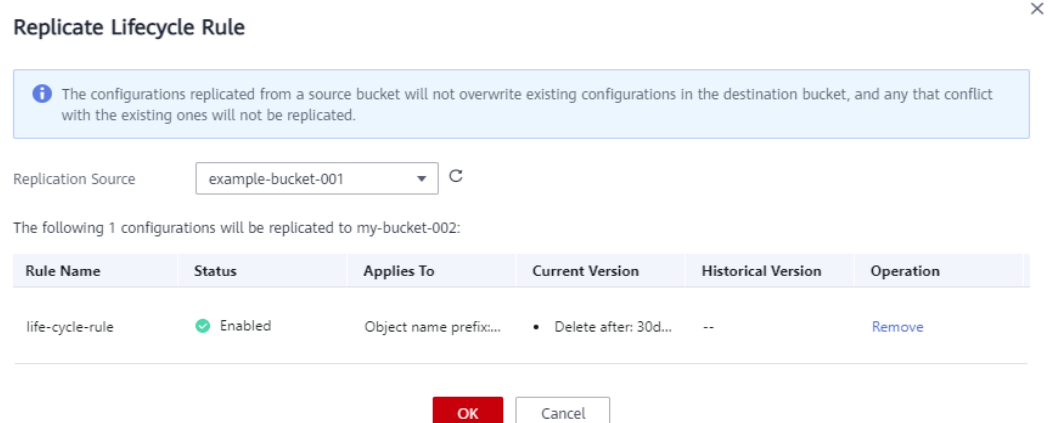 Replicate Lifecycle Rule
The configurations replicated from a source bucket will not overwrite existing configurations in the destination bucket, and any that conflict
with the existing ones will not be replicated.
Replication Source example-bucket-001
The following 1 configurations will be replicated to my-bucket-002:
Rule Name Status Applies To Current Version Historical Version Operation
life-cycle-rule Enabled Object name prefix:... • Delete after: 30d... -- Remove
OK Cancel